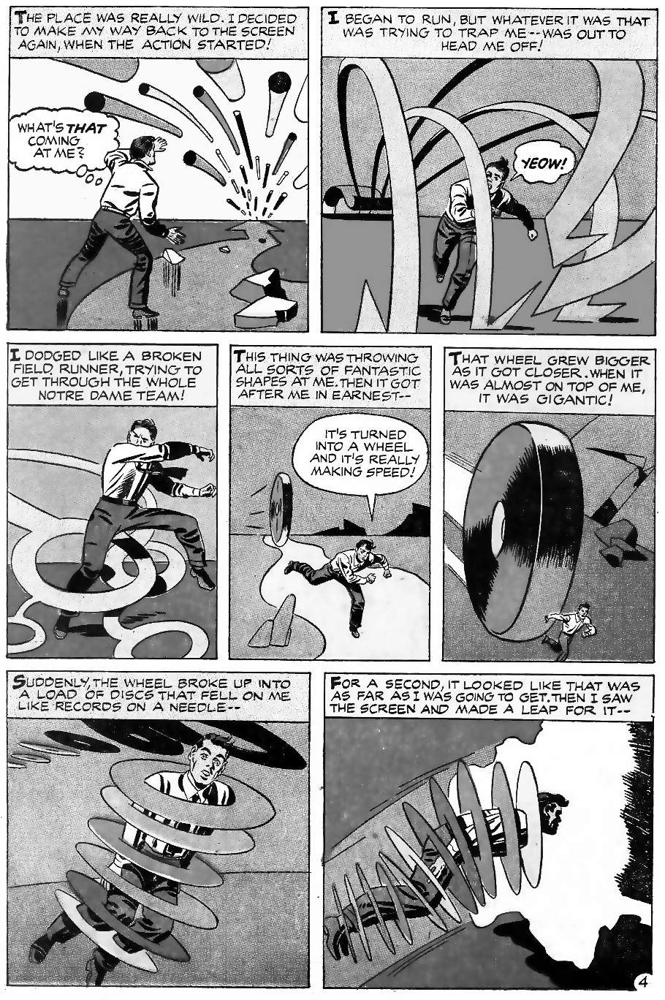 THE PLACE WAS REALLY WILD. I DECIDED
TO MAKE MY WAY BACK TO THE SCREEN
AGAIN, WHEN THE ACTION STARTED!
WHAT'S THAT
COMING
AT ME?
I BEGAN TO RUN, BUT WHATEVER IT WAS THAT
WAS TRYING TO TRAP ME--WAS OUT TO
HEAD ME OFF!
YEOW!
I DODGED LIKE A BROKEN
FIELD RUNNER, TRYING TO
GET THROUGH THE WHOLE
NOTRE DAME TEAM!
THIS THING WAS THROWING
ALL SORTS OF FANTASTIC
SHAPES AT ME. THEN IT GOT
AFTER ME IN EARNEST--
IT'S TURNED
INTO A WHEEL
AND IT'S REALLY
MAKING SPEED!
THAT WHEEL GREW BIGGER
AS IT GOT CLOSER. WHEN IT
WAS ALMOST ON TOP OF ME,
IT WAS GIGANTIC!
SUDDENLY, THE WHEEL BROKE UP INTO
A LOAD OF DISCS THAT FELL ON ME
LIKE RECORDS ON A NEEDLE--
FOR A SECOND, IT LOOKED LIKE THAT WAS
AS FAR AS I WAS GOING TO GET. THEN I SAW
THE SCREEN AND MADE A LEAP FOR IT--
4